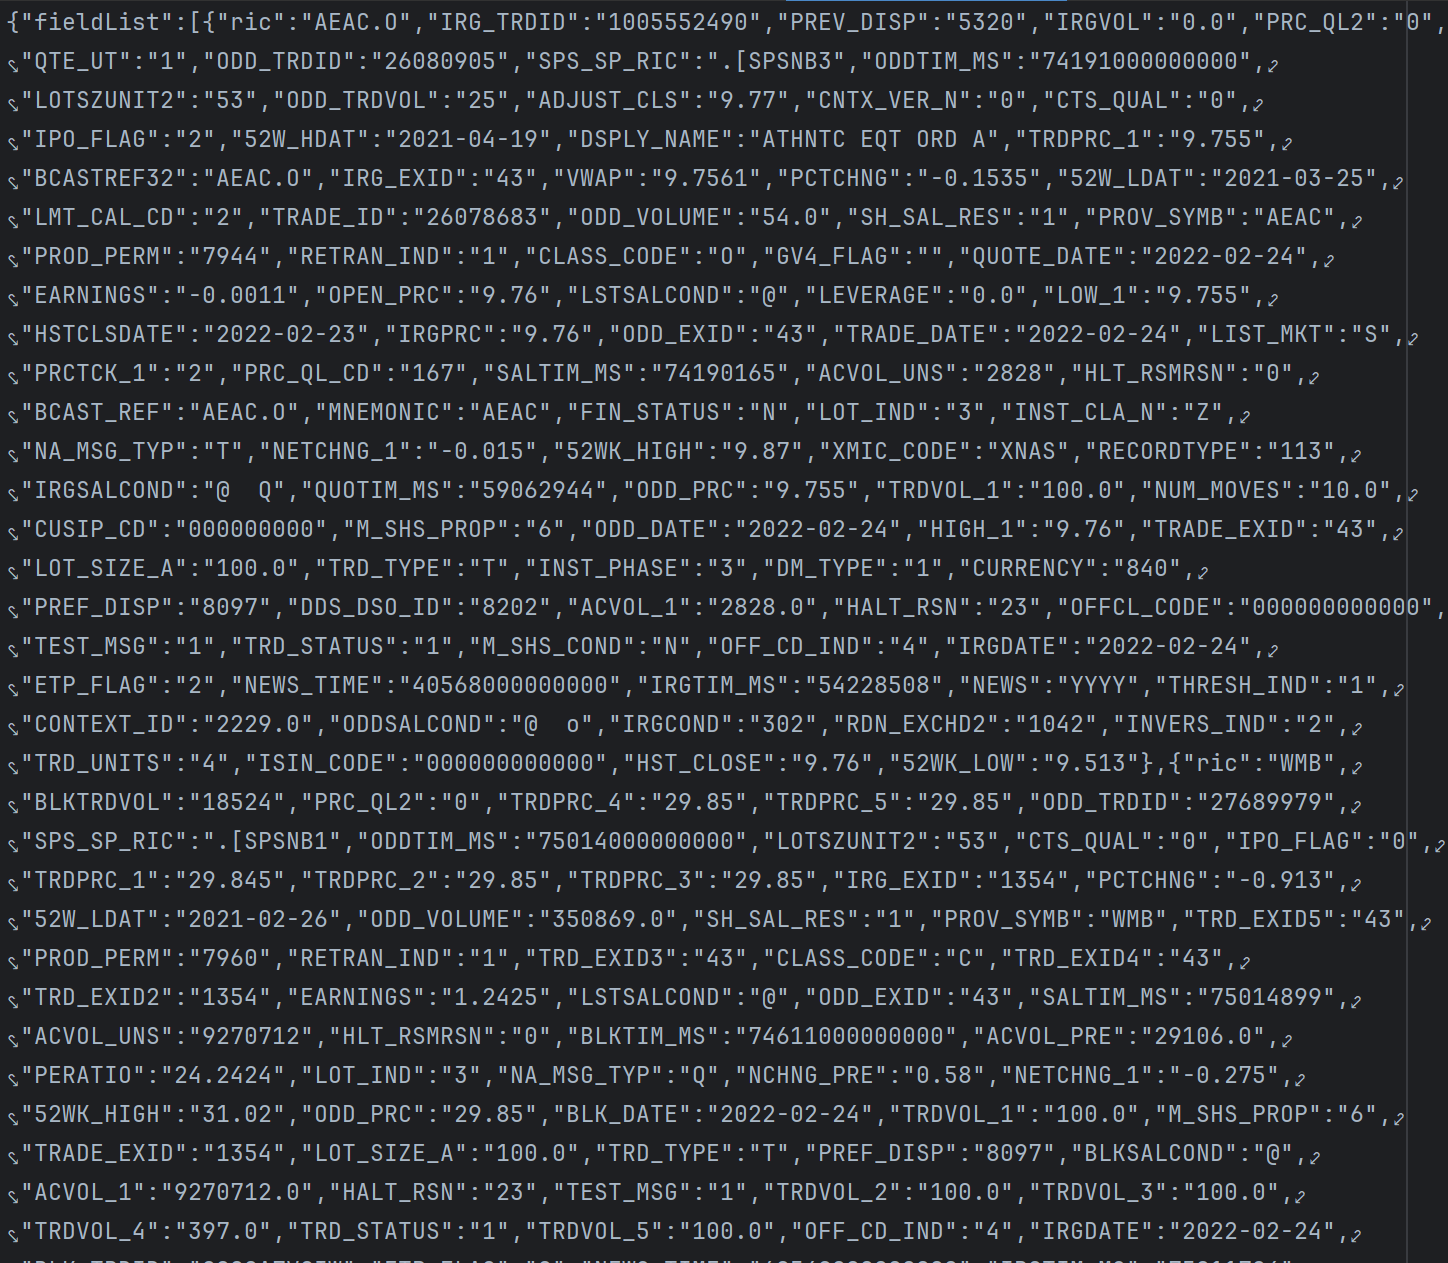 {"fieldList":[{"ric":"AEAC.O","IRG_TRDID":"1005552490","PREV_DISP":"5320","IRGVOL":"0.0","PRC_QL2":"0",
"QTE_UT":"1","ODD_TRDID":"26080905","SPS_SP_RIC":".[SPSNB3","ODDTIM_MS":"74191000000000",
"LOTSZUNIT2":"53","ODD_TRDVOL":"25","ADJUST_CLS":"9.77","CNTX_VER_N":"0","CTS_QUAL":"0",
"IPO_FLAG":"2","52W_HDAT":"2021-04-19","DSPLY_NAME":"ATHNTC EQT ORD A","TRDPRC_1":"9.755",
"BCASTREF32":"AEAC.O","IRG_EXID":"43","VWAP":"9.7561","PCTCHNG":"-0.1535","52W_LDAT":"2021-03-25",
"LMT_CAL_CD":"2","TRADE_ID":"26078683","ODD_VOLUME":"54.0","SH_SAL_RES":"1","PROV_SYMB":"AEAC",
"PROD_PERM":"7944","RETRAN_IND":"1","CLASS_CODE":"O","GV4_FLAG":"","QUOTE_DATE":"2022-02-24",
"EARNINGS":"-0.0011","OPEN_PRC":"9.76","LSTSALCOND":"@","LEVERAGE":"0.0","LOW_1":"9.755",
"HSTCLSDATE":"2022-02-23","IRGPRC":"9.76","ODD_EXID":"43","TRADE_DATE":"2022-02-24","LIST_MKT":"S",
"PRCTCK_1":"2","PRC_QL_CD":"167","SALTIM_MS":"74190165","ACVOL_UNS":"2828","HLT_RSMRSN":"0",
"BCAST_REF":"AEAC.O","MNEMONIC":"AEAC","FIN_STATUS":"N","LOT_IND":"3","INST_CLA_N":"Z",
"NA_MSG_TYP":"T","NETCHNG_1":"-0.015","52WK_HIGH":"9.87","XMIC_CODE":"XNAS","RECORDTYPE":"113",
"IRGSALCOND":"@  Q","QUOTIM_MS":"59062944","ODD_PRC":"9.755","TRDVOL_1":"100.0","NUM_MOVES":"10.0",
"CUSIP_CD":"000000000","M_SHS_PROP":"6","ODD_DATE":"2022-02-24","HIGH_1":"9.76","TRADE_EXID":"43",
"LOT_SIZE_A":"100.0","TRD_TYPE":"T","INST_PHASE":"3","DM_TYPE":"1","CURRENCY":"840",
"PREF_DISP":"8097","DDS_DSO_ID":"8202","ACVOL_1":"2828.0","HALT_RSN":"23","OFFCL_CODE":"000000000000",
"TEST_MSG":"1","TRD_STATUS":"1","M_SHS_COND":"N","OFF_CD_IND":"4","IRGDATE":"2022-02-24",
"ETP_FLAG":"2","NEWS_TIME":"40568000000000","IRGTIM_MS":"54228508","NEWS":"YYYY","THRESH_IND":"1",
"CONTEXT_ID":"2229.0","ODDSALCOND":"@  o","IRGCOND":"302","RDN_EXCHD2":"1042","INVERS_IND":"2",
"TRD_UNITS":"4","ISIN_CODE":"000000000000","HST_CLOSE":"9.76","52WK_LOW":"9.513"},{"ric":"WMB",
"BLKTRDVOL":"18524","PRC_QL2":"0","TRDPRC_4":"29.85","TRDPRC_5":"29.85","ODD_TRDID":"27689979",
"SPS_SP_RIC":".[SPSNB1","ODDTIM_MS":"75014000000000","LOTSZUNIT2":"53","CTS_QUAL":"0","IPO_FLAG":"0",
"TRDPRC_1":"29.845","TRDPRC_2":"29.85","TRDPRC_3":"29.85","IRG_EXID":"1354","PCTCHNG":"-0.913",
"52W_LDAT":"2021-02-26","ODD_VOLUME":"350869.0","SH_SAL_RES":"1","PROV_SYMB":"WMB","TRD_EXID5":"43",
"PROD_PERM":"7960","RETRAN_IND":"1","TRD_EXID3":"43","CLASS_CODE":"C","TRD_EXID4":"43",
"TRD_EXID2":"1354","EARNINGS":"1.2425","LSTSALCOND":"@","ODD_EXID":"43","SALTIM_MS":"75014899",
"ACVOL_UNS":"9270712","HLT_RSMRSN":"0","BLKTIM_MS":"74611000000000","ACVOL_PRE":"29106.0",
"PERATIO":"24.2424","LOT_IND":"3","NA_MSG_TYP":"Q","NCHNG_PRE":"0.58","NETCHNG_1":"-0.275",
"52WK_HIGH":"31.02","ODD_PRC":"29.85","BLK_DATE":"2022-02-24","TRDVOL_1":"100.0","M_SHS_PROP":"6",
"TRADE_EXID":"1354","LOT_SIZE_A":"100.0","TRD_TYPE":"T","PREF_DISP":"8097","BLKSALCOND":"@",
"ACVOL_1":"9270712.0","HALT_RSN":"23","TEST_MSG":"1","TRDVOL_2":"100.0","TRDVOL_3":"100.0",
"TRDVOL_4":"397.0","TRD_STATUS":"1","TRDVOL_5":"100.0","OFF_CD_IND":"4","IRGDATE":"2022-02-24",